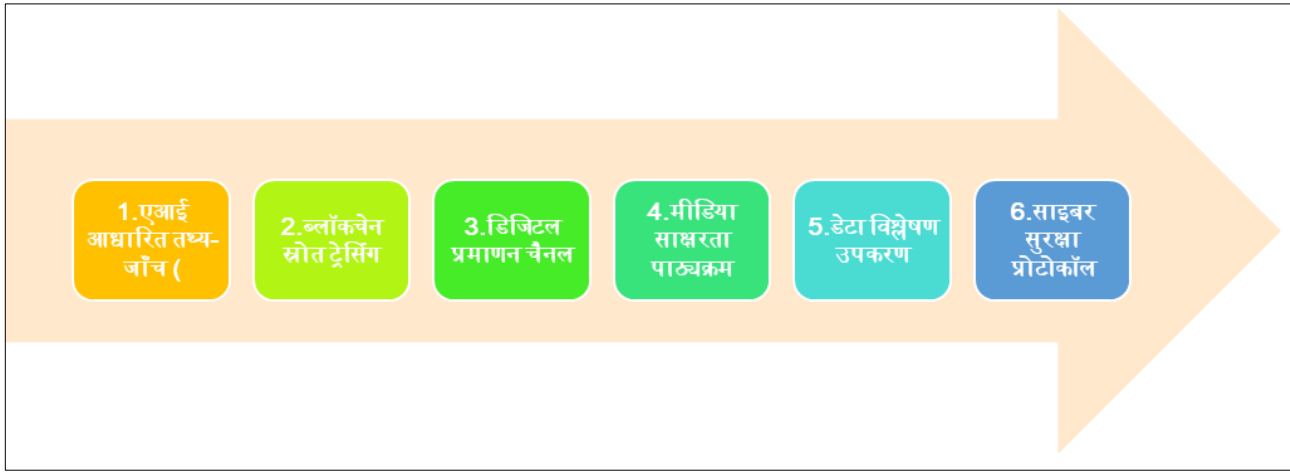 1.एआई
आधारित तथ्य-
जाँच (
2.ब्लॉकचेन
स्रोत ट्रेसिंग
3.डिजिटल
प्रमाणन चैनल
4.मीडिया
साक्षरता
पाठ्यक्रम
5.डेटा विश्लेषण
उपकरण
6.साइबर
सुरक्षा
प्रोटोकॉल